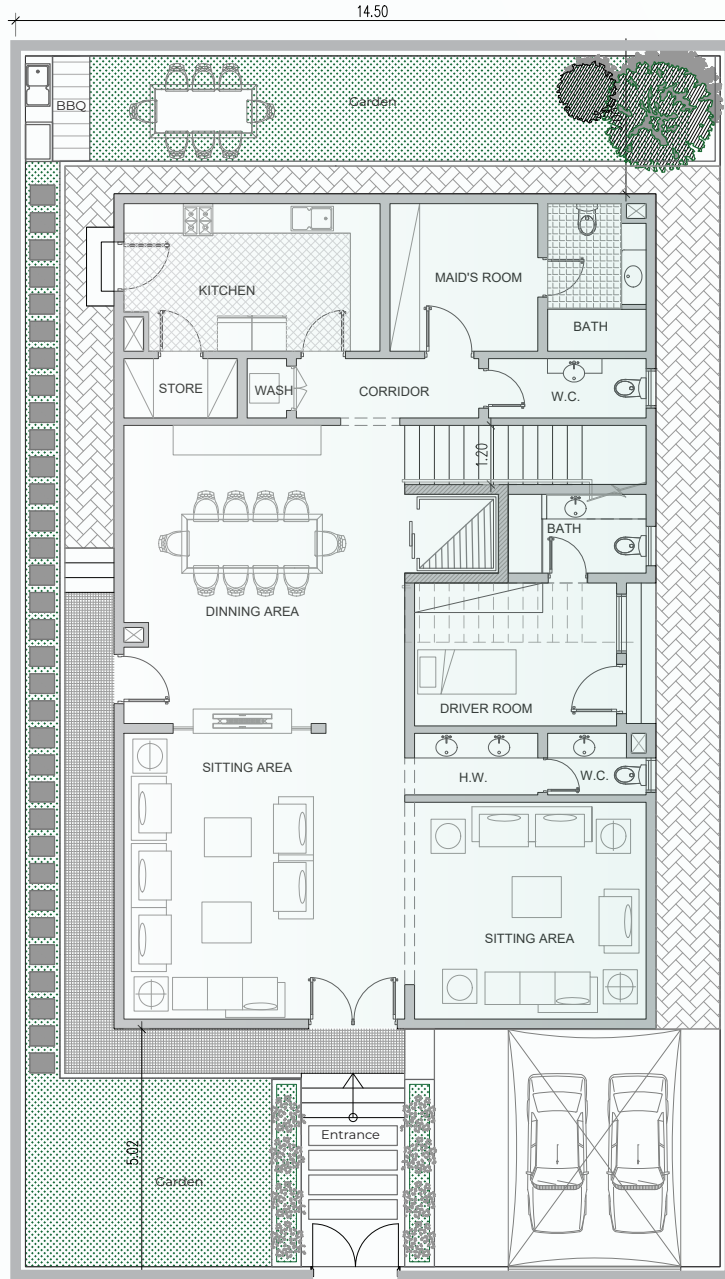 14.50
BBQ
Garden
KITCHEN
MAID'S ROOM
BATH
STORE
WASH
CORRIDOR
W.C.
1.20
BATH
DINNING AREA
DRIVER ROOM
SITTING AREA
H.W.
W.C.
SITTING AREA
5.02
Entrance
Garden